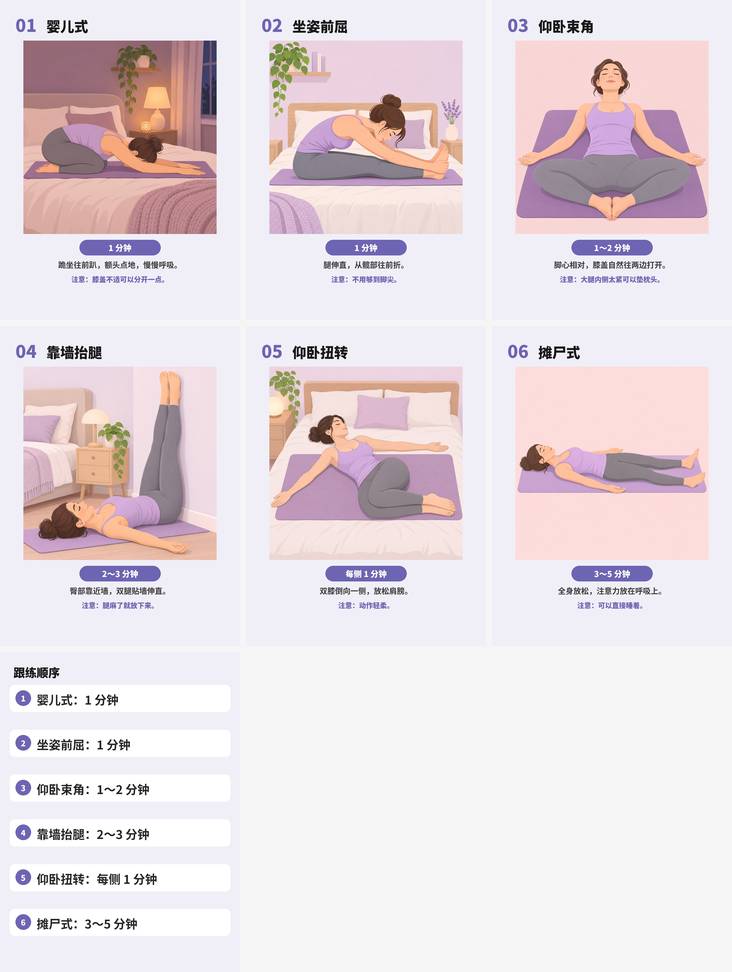 01 婴儿式
1 分钟
跪坐往前趴，额头点地，慢慢呼吸。
注意：膝盖不适可以分开一点。
02 坐姿前屈
1 分钟
腿伸直，从髋部往前折。
注意：不用够到脚尖。
03 仰卧束角
1～2 分钟
脚心相对，膝盖自然往两边打开。
注意：大腿内侧太紧可以垫枕头。
04 靠墙抬腿
2～3 分钟
臀部靠近墙，双腿贴墙伸直。
注意：腿麻了就放下来。
05 仰卧扭转
每侧 1 分钟
双膝倒向一侧，放松肩膀。
注意：动作轻柔。
06 摊尸式
3～5 分钟
全身放松，注意力放在呼吸上。
注意：可以直接睡着。
跟练顺序
1 婴儿式：1 分钟
2 坐姿前屈：1 分钟
3 仰卧束角：1～2 分钟
4 靠墙抬腿：2～3 分钟
5 仰卧扭转：每侧 1 分钟
6 摊尸式：3～5 分钟